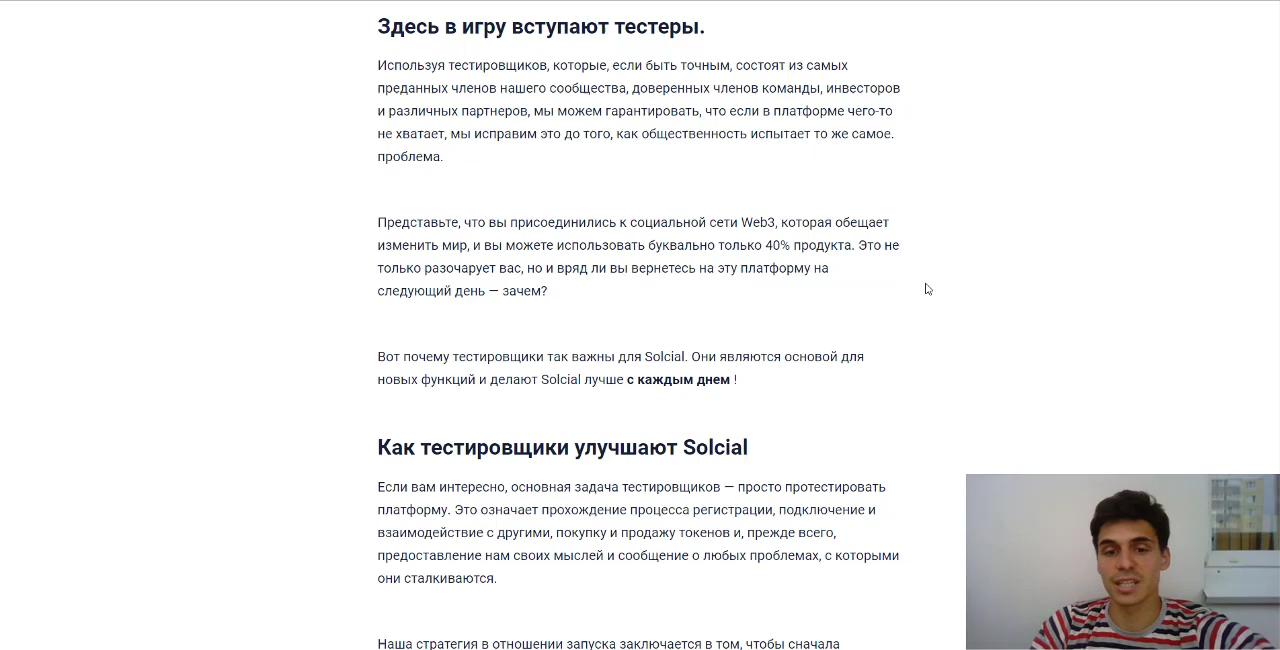 Здесь в игру вступают тестеры.
Используя тестировщиков, которые, если быть точным, состоят из самых
преданных членов нашего сообщества, доверенных членов команды, инвесторов
и различных партнеров, мы можем гарантировать, что если в платформе чего-то
не хватает, мы исправим это до того, как общественность испытает то же самое.
проблема.
Представьте, что вы присоединились к социальной сети Web3, которая обещает
изменить мир, и вы можете использовать буквально только 40% продукта. Это не
только разочарует вас, но и вряд ли вы вернетесь на эту платформу на
следующий день — зачем?
Вот почему тестировщики так важны для Solcial. Они являются основой для
новых функций и делают Solcial лучше с каждым днем !
Как тестировщики улучшают Solcial
Если вам интересно, основная задача тестировщиков — просто протестировать
платформу. Это означает прохождение процесса регистрации, подключение и
взаимодействие с другими, покупку и продажу токенов и, прежде всего,
предоставление нам своих мыслей и сообщение о любых проблемах, с которыми
они сталкиваются.
Наша стратегия в отношении запуска заключается в том, чтобы сначала